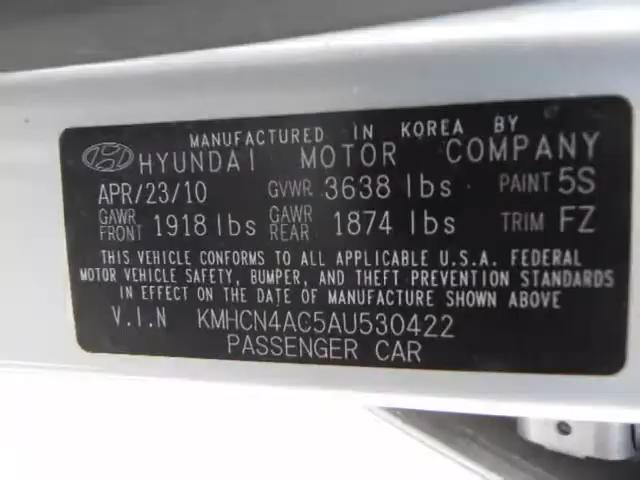 MANUFACTURED IN KOREA BY
HYUNDAI MOTOR COMPANY
APR/23/10 GVWR 3638 lbs PAINT 5S
GAWR FRONT 1918 lbs GAWR REAR 1874 lbs TRIM FZ
THIS VEHICLE CONFORMS TO ALL APPLICABLE U.S.A. FEDERAL
MOTOR VEHICLE SAFETY, BUMPER, AND THEFT PREVENTION STANDARDS
IN EFFECT ON THE DATE OF MANUFACTURE SHOWN ABOVE
V.I.N KMHCN4AC5AU530422
PASSENGER CAR